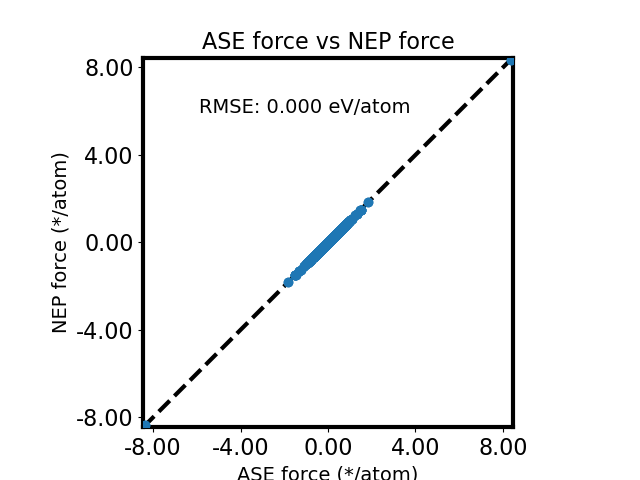 ASE force vs NEP force
8.00
RMSE: 0.000 eV/atom
4.00
0.00
-4.00
-8.00
NEP force (*/atom)
-8.00 -4.00 0.00 4.00 8.00
ASE force (*/atom)